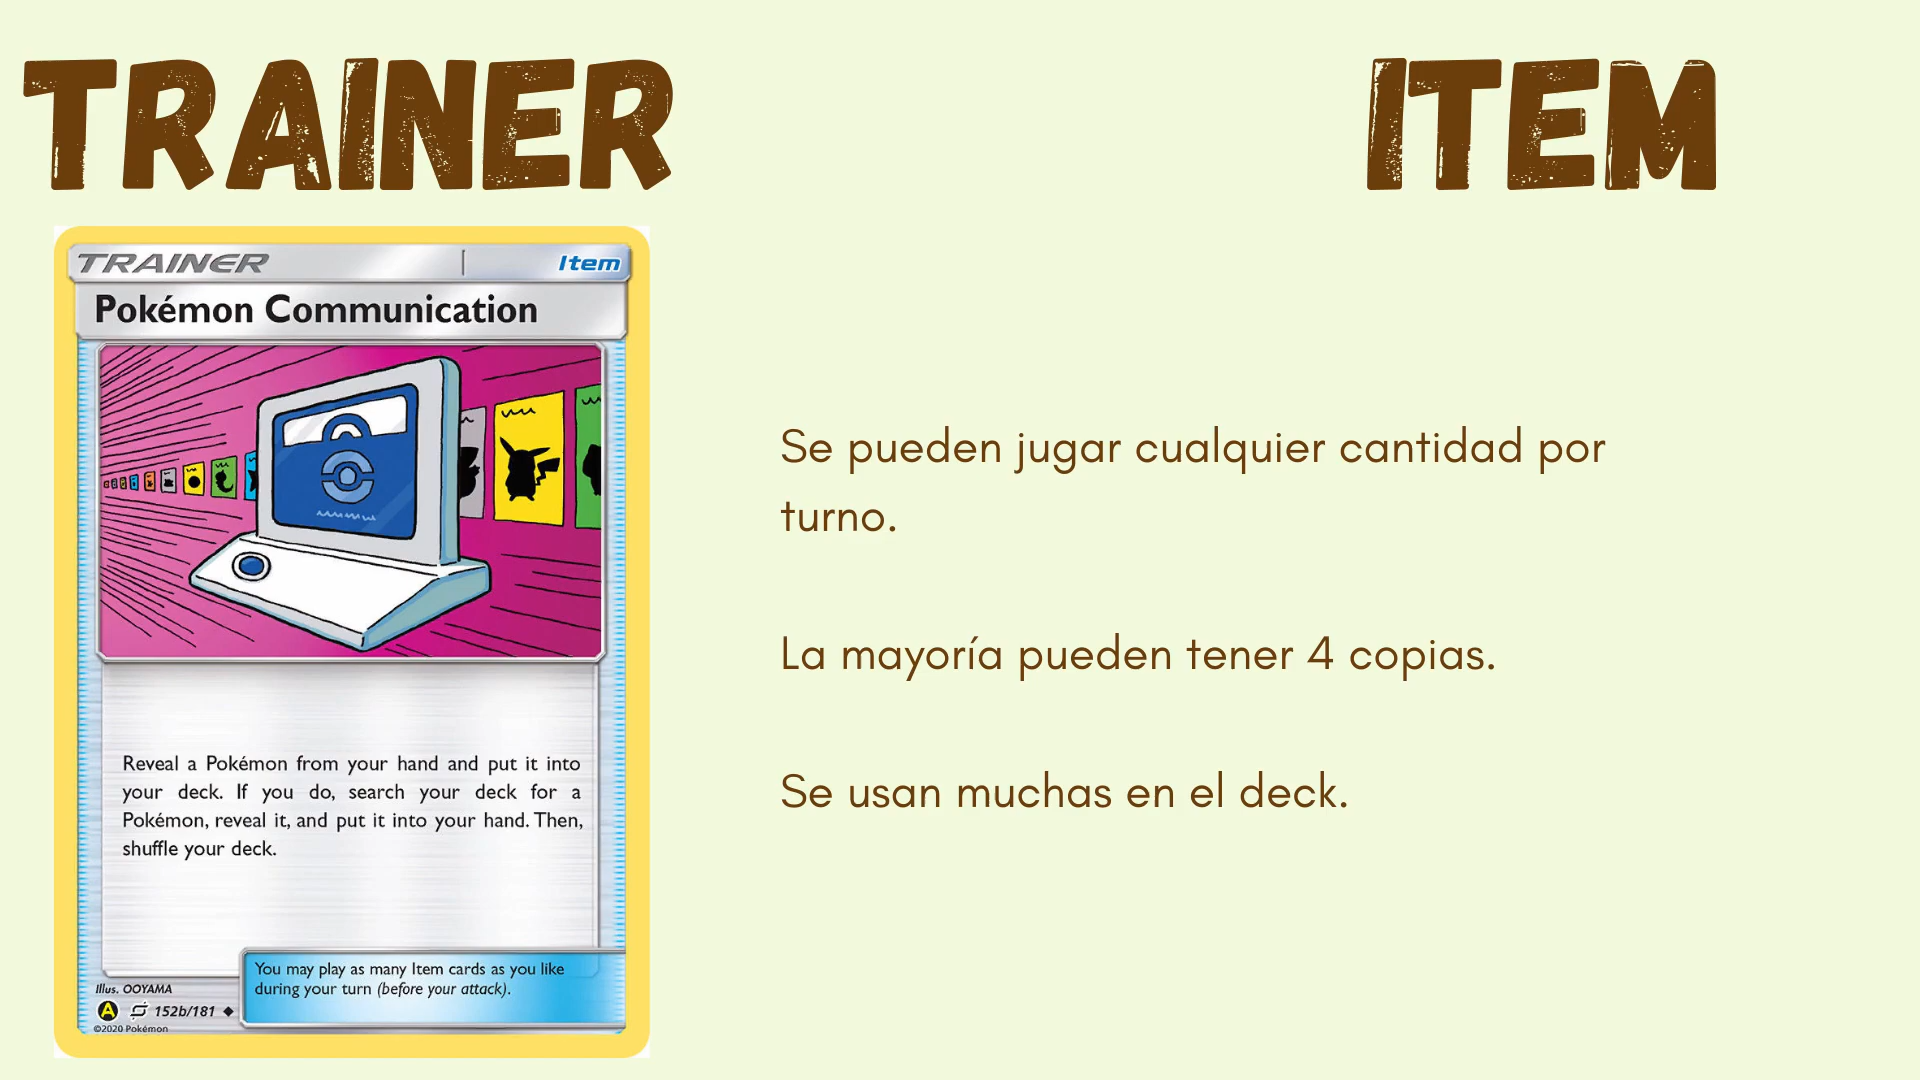 TRAINER
ITEM
TRAINER
Item
Pokémon Communication
Reveal a Pokémon from your hand and put it into
your deck. If you do, search your deck for a
Pokémon, reveal it, and put it into your hand. Then,
shuffle your deck.
You may play as many Item cards as you like
during your turn (before your attack).
Illus. OOYAMA
A 152b/181
©2020 Pokémon
Se pueden jugar cualquier cantidad por
turno.
La mayoría pueden tener 4 copias.
Se usan muchas en el deck.